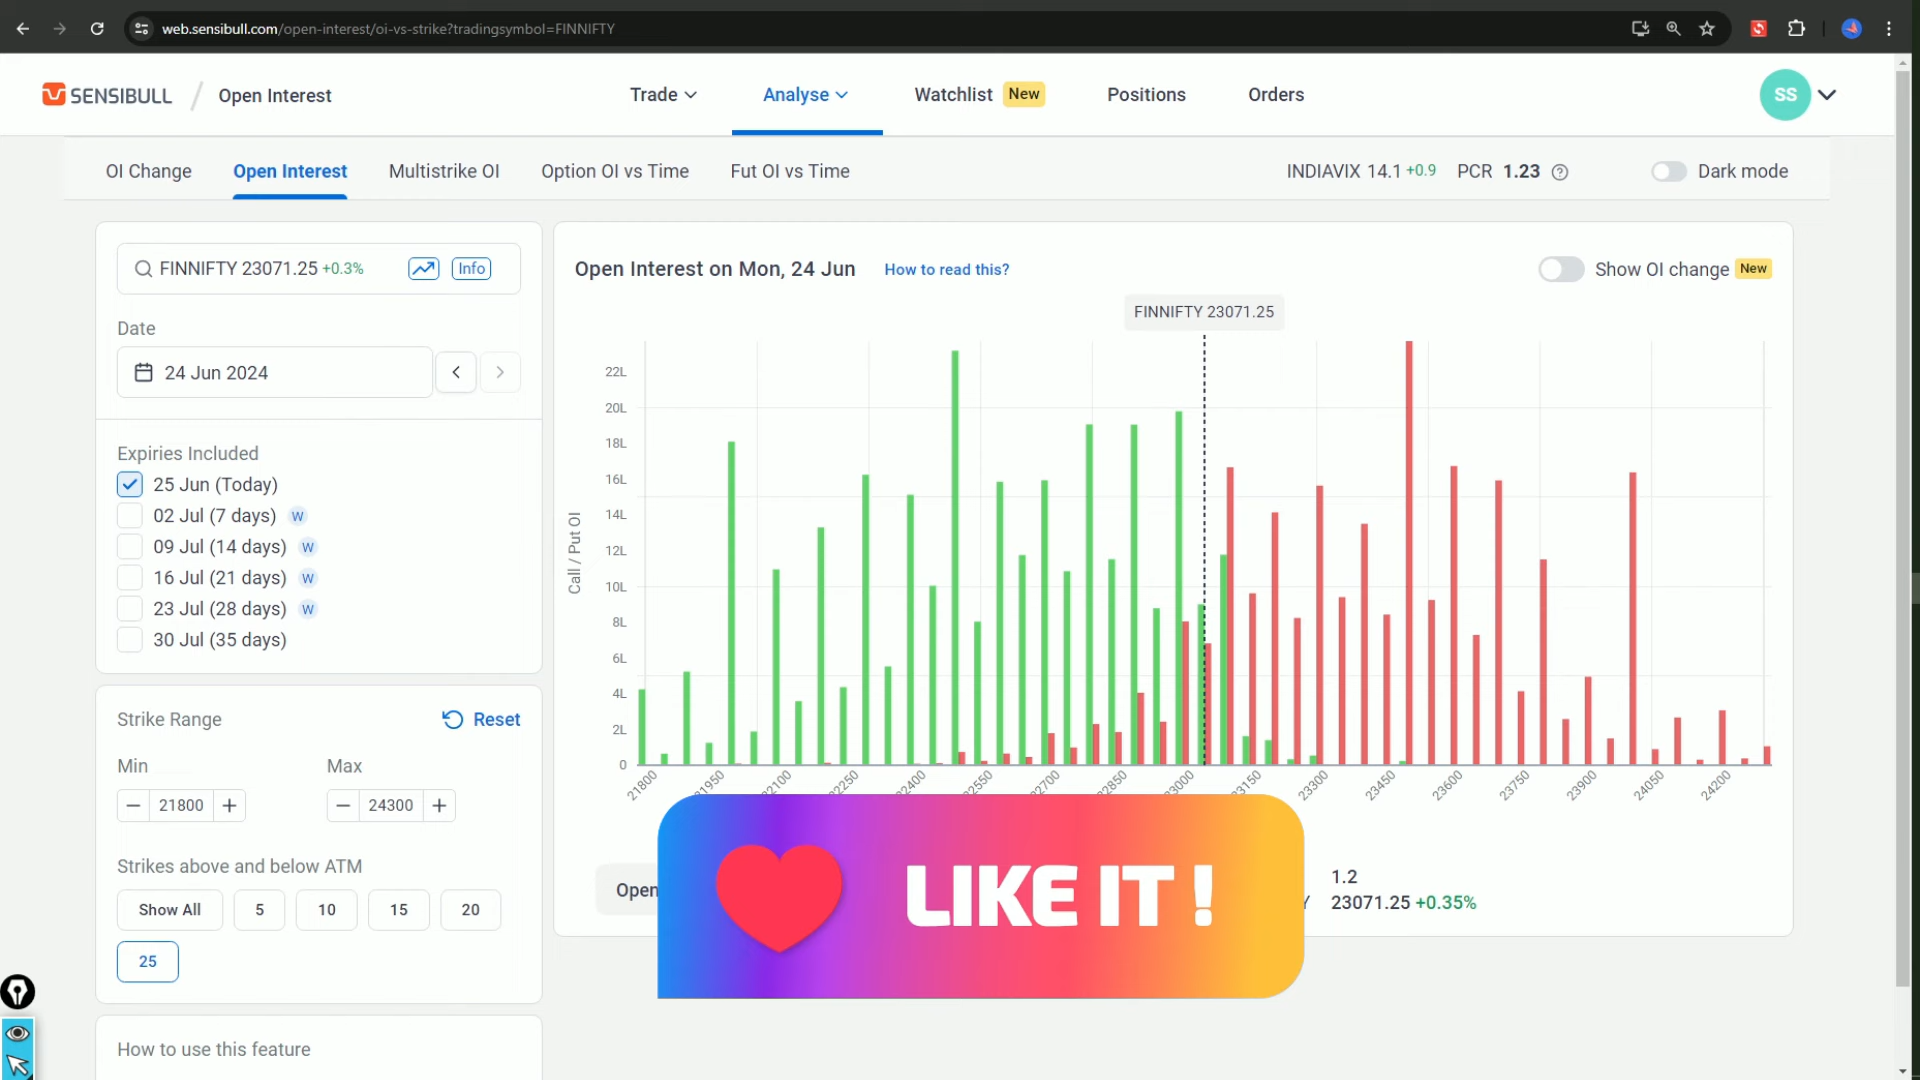 web.sensibull.com/open-interest/oi-vs-strike?tradingsymbol=FINNIFTY
SENSIBULL / Open Interest
Trade
Analyse
Watchlist New
Positions
Orders
SS
OI Change
Open Interest
Multistrike OI
Option OI vs Time
Fut OI vs Time
INDIAVIX 14.1 +0.9 PCR 1.23
Dark mode
FINNIFTY 23071.25 +0.3% Info
Date
24 Jun 2024
Expiries Included
25 Jun (Today)
02 Jul (7 days) W
09 Jul (14 days) W
16 Jul (21 days) W
23 Jul (28 days) W
30 Jul (35 days)
Strike Range
Reset
Min
Max
− 21800 +
− 24300 +
Strikes above and below ATM
Show All
5
10
15
20
25
How to use this feature
Open Interest on Mon, 24 Jun
How to read this?
Show OI change New
FINNIFTY 23071.25
Call / Put OI
22L
20L
18L
16L
14L
12L
10L
8L
6L
4L
2L
0
21800
21950
22100
22250
22400
22550
22700
22850
23000
23150
23300
23450
23600
23750
23900
24050
24200
Open
LIKE IT !
1.2
Y 23071.25 +0.35%